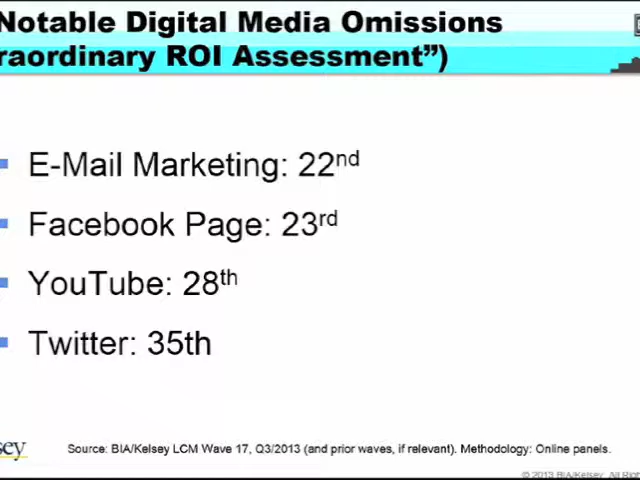 Notable Digital Media Omissions
raordinary ROI Assessment”)
E-Mail Marketing: 22nd
Facebook Page: 23rd
YouTube: 28th
Twitter: 35th
sey
Source: BIA/Kelsey LCM Wave 17, Q3/2013 (and prior waves, if relevant). Methodology: Online panels.
© 2013 BIA/Kelsey. All Righ